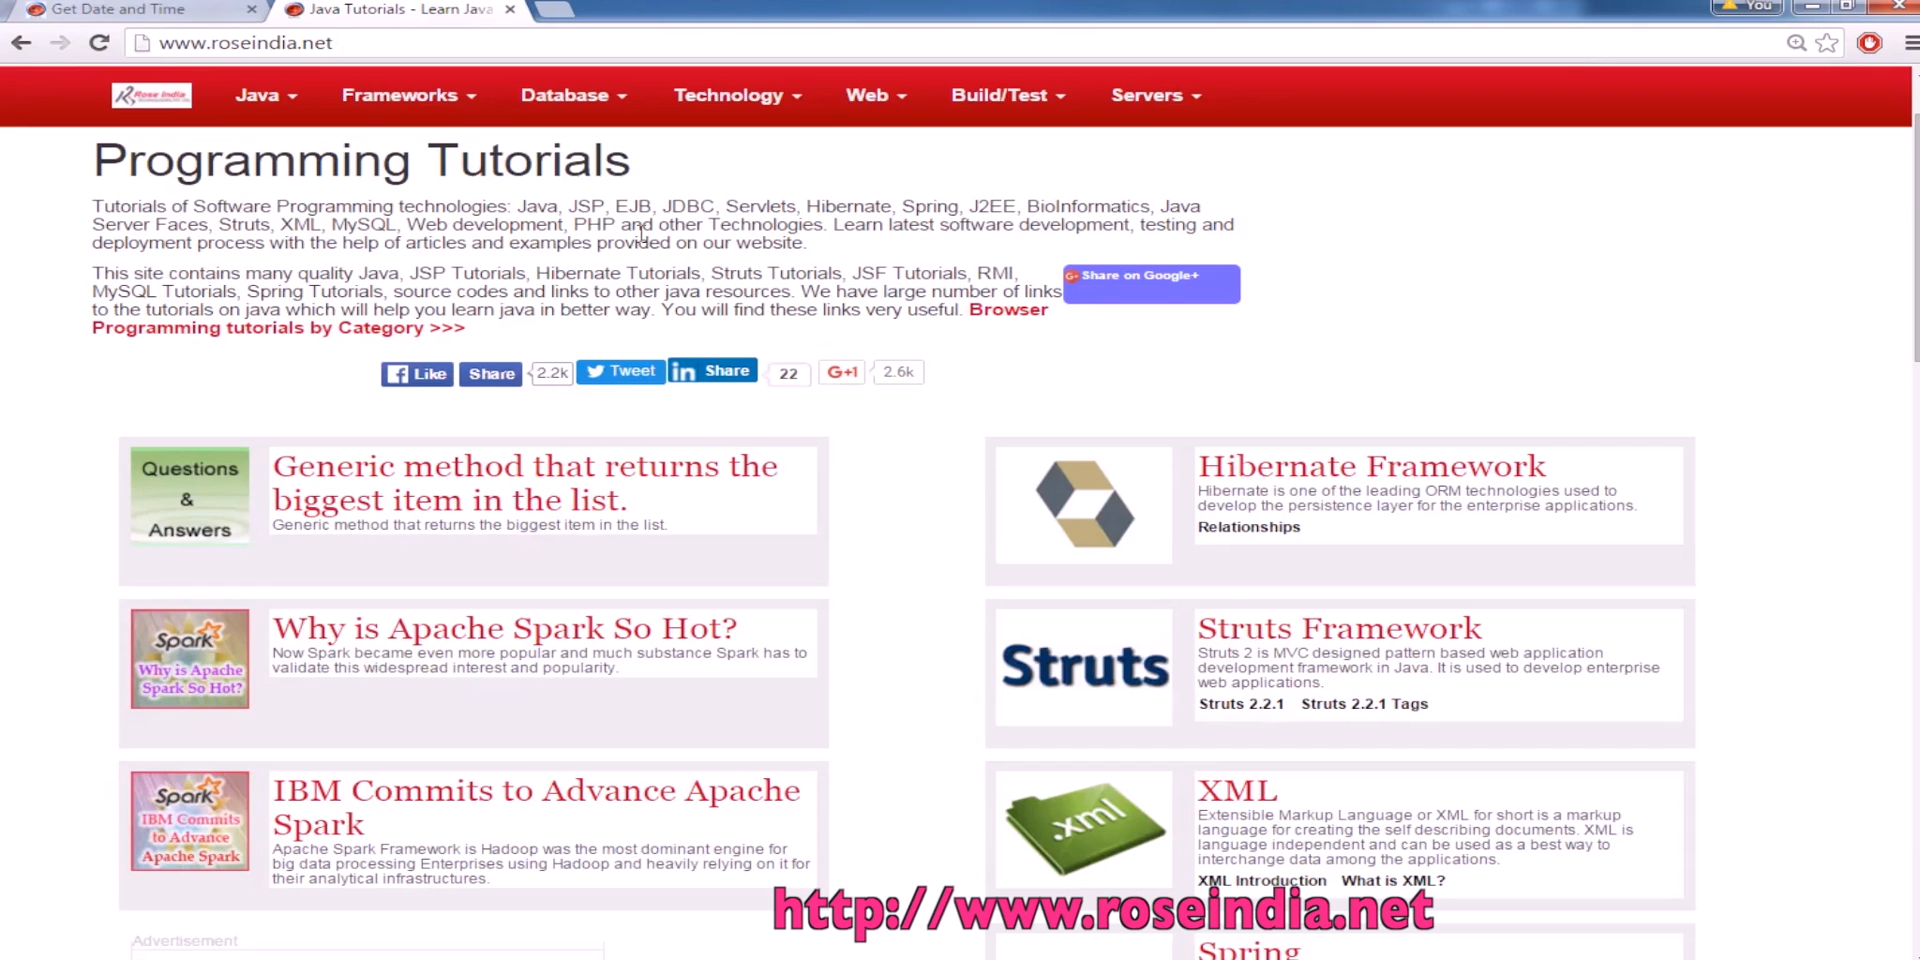 Get Date and Time
Java Tutorials - Learn Java
You
www.roseindia.net
Rose India
Java
Frameworks
Database
Technology
Web
Build/Test
Servers
Programming Tutorials
Tutorials of Software Programming technologies: Java, JSP, EJB, JDBC, Servlets, Hibernate, Spring, J2EE, BioInformatics, Java
Server Faces, Struts, XML, MySQL, Web development, PHP and other Technologies. Learn latest software development, testing and
deployment process with the help of articles and examples provided on our website.
This site contains many quality Java, JSP Tutorials, Hibernate Tutorials, Struts Tutorials, JSF Tutorials, RMI,
MySQL Tutorials, Spring Tutorials, source codes and links to other java resources. We have large number of links
to the tutorials on java which will help you learn java in better way. You will find these links very useful. Browser
Programming tutorials by Category >>>
G+ Share on Google+
Like
Share
2.2k
Tweet
in Share
22
G+1
2.6k
Questions
&
Answers
Generic method that returns the
biggest item in the list.
Generic method that returns the biggest item in the list.
Hibernate Framework
Hibernate is one of the leading ORM technologies used to
develop the persistence layer for the enterprise applications.
Relationships
Spark
Why is Apache
Spark So Hot?
Why is Apache Spark So Hot?
Now Spark became even more popular and much substance Spark has to
validate this widespread interest and popularity.
Struts
Struts Framework
Struts 2 is MVC designed pattern based web application
development framework in Java. It is used to develop enterprise
web applications.
Struts 2.2.1 Struts 2.2.1 Tags
Spark
IBM Commits
to Advance
Apache Spark
IBM Commits to Advance Apache
Spark
Apache Spark Framework is Hadoop was the most dominant engine for
big data processing Enterprises using Hadoop and heavily relying on it for
their analytical infrastructures.
.xml
XML
Extensible Markup Language or XML for short is a markup
language for creating the self describing documents. XML is
language independent and can be used as a best way to
interchange data among the applications.
XML Introduction What is XML?
http://www.roseindia.net
Advertisement
Spring